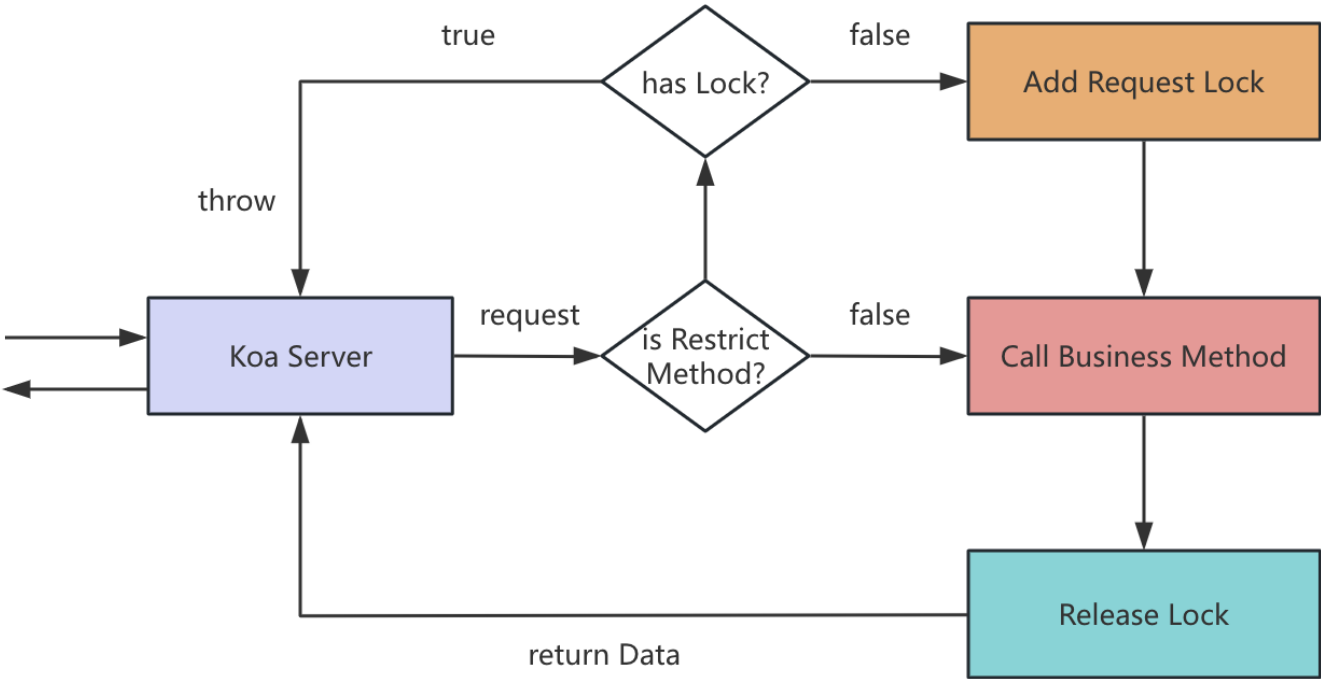 true
false
has Lock?
Add Request Lock
throw
request
false
Koa Server
is Restrict
Method?
Call Business Method
Release Lock
return Data